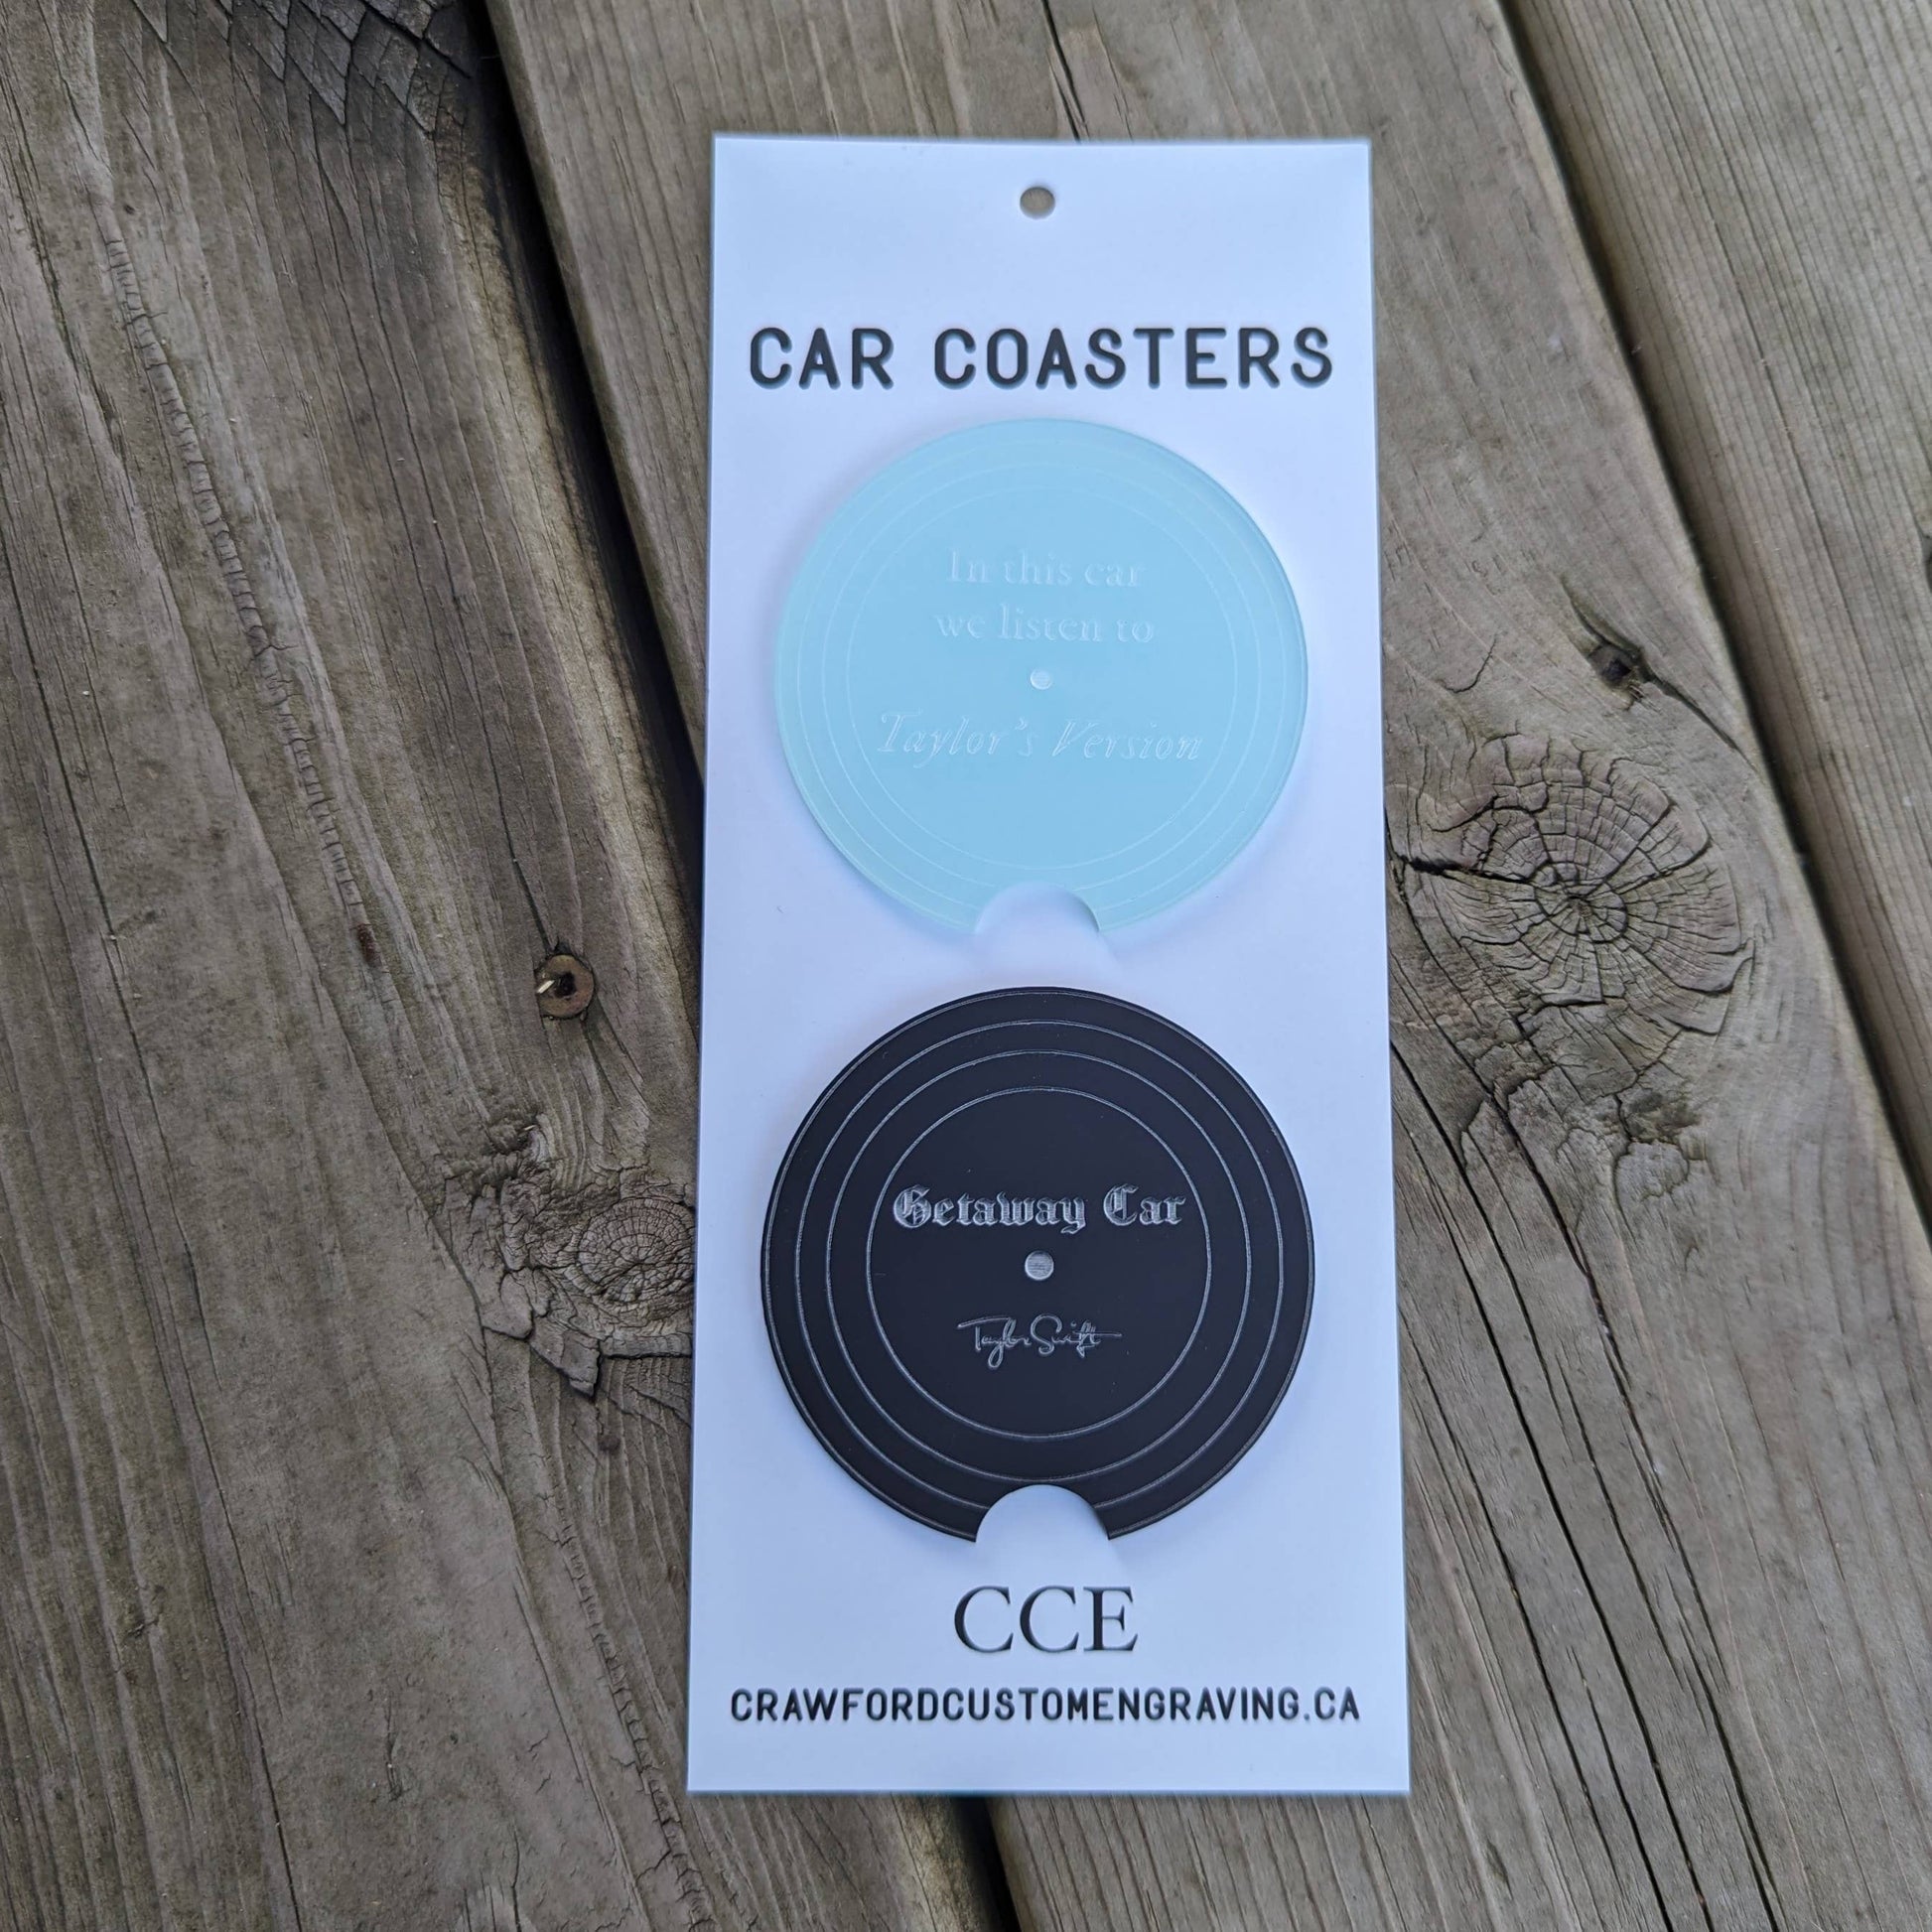 CAR COASTERS
In this car
we listen to
Taylor's Version
Getaway Car
Taylor Swift
CCE
CRAWFORDCUSTOMENGRAVING.CA